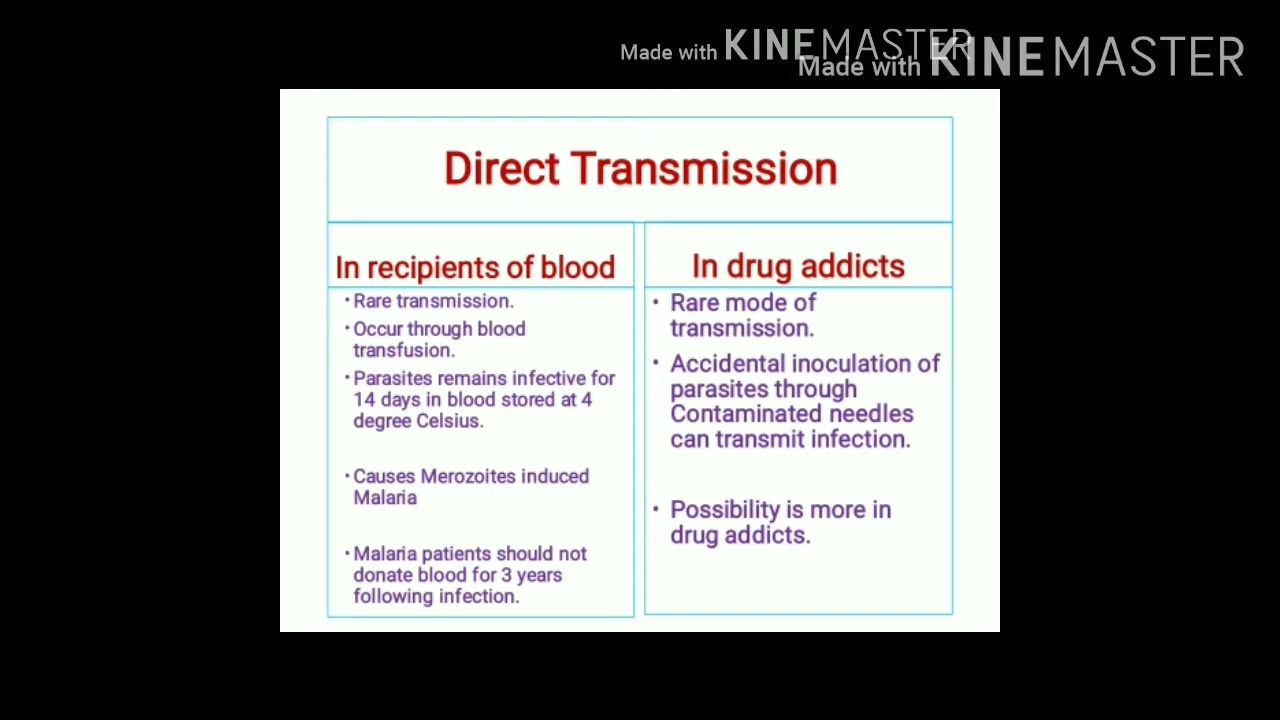 Made with KINEMASTER
Made with KINEMASTER
Direct Transmission
In recipients of blood
• Rare transmission.
• Occur through blood
transfusion.
• Parasites remains infective for
14 days in blood stored at 4
degree Celsius.
• Causes Merozoites induced
Malaria
• Malaria patients should not
donate blood for 3 years
following infection.
In drug addicts
• Rare mode of
transmission.
• Accidental inoculation of
parasites through
Contaminated needles
can transmit infection.
• Possibility is more in
drug addicts.